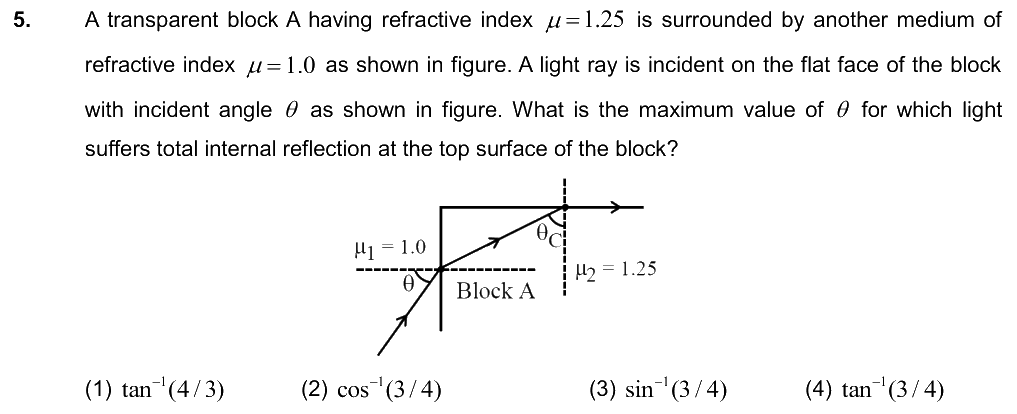 5. A transparent block A having refractive index μ = 1.25 is surrounded by another medium of
refractive index μ = 1.0 as shown in figure. A light ray is incident on the flat face of the block
with incident angle θ as shown in figure. What is the maximum value of θ for which light
suffers total internal reflection at the top surface of the block?
θC
μ1 = 1.0
θ
Block A
μ2 = 1.25
(1) tan⁻¹(4/3) (2) cos⁻¹(3/4) (3) sin⁻¹(3/4) (4) tan⁻¹(3/4)